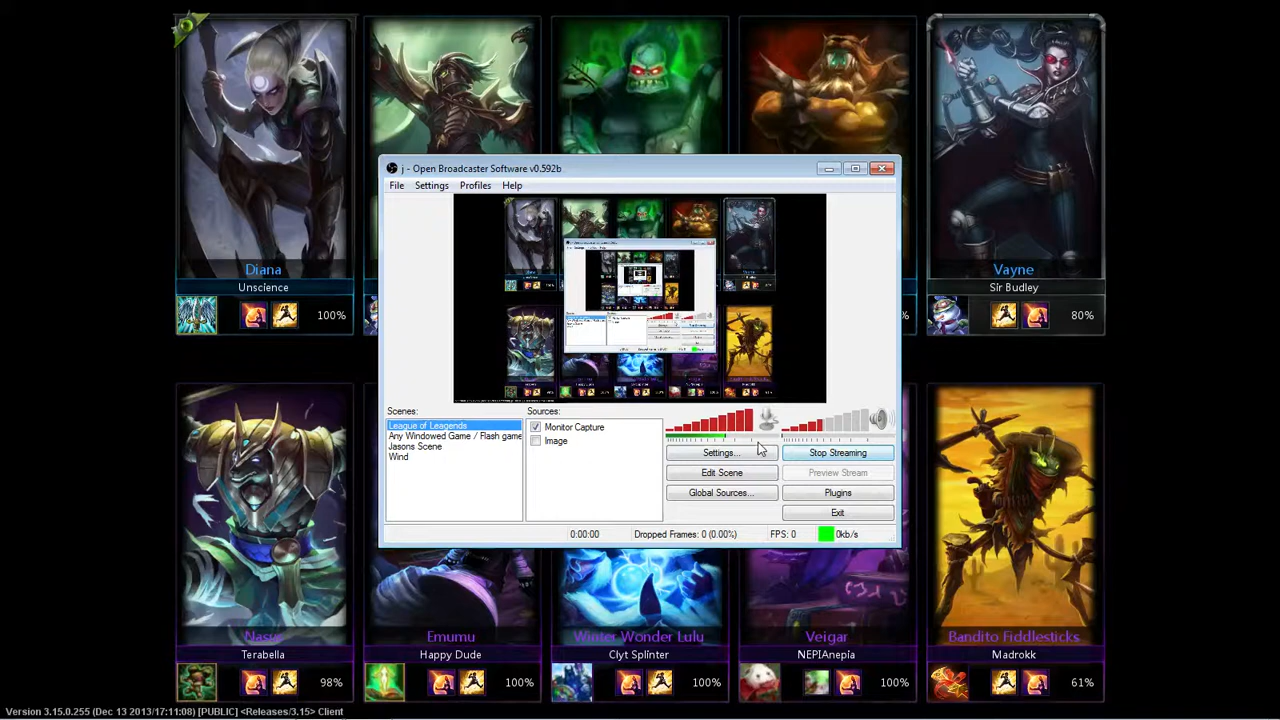 Diana
Unscience
100%
Vayne
Sir Budley
80%
j - Open Broadcaster Software v0.592b
File Settings Profiles Help
Scenes:
League of Leagends
Any Windowed Game / Flash game
Jasons Scene
Wind
Sources:
Monitor Capture
Image
Settings...
Stop Streaming
Edit Scene
Preview Stream
Global Sources...
Plugins
Exit
0:00:00
Dropped Frames: 0 (0.00%)
FPS: 0
0kb/s
Nasus
Terabella
98%
Emumu
Happy Dude
100%
Winter Wonder Lulu
Clyt Splinter
100%
Veigar
NEPIAnepia
100%
Bandito Fiddlesticks
Madrokk
61%
Version 3.15.0.255 (Dec 13 2013/17:11:08) [PUBLIC] <Releases/3.15> Client